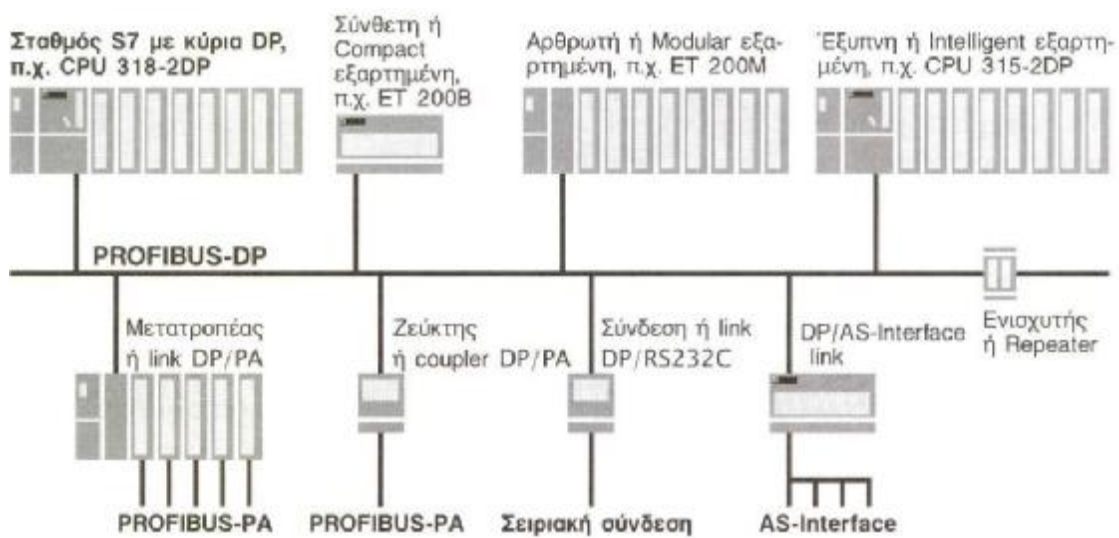 Σταθμός S7 με κύρια DP,
π.χ. CPU 318-2DP
Σύνθετη ή
Compact
εξαρτημένη,
π.χ. ET 200B
Αρθρωτή ή Modular εξα-
ρτημένη, π.χ. ET 200M
Έξυπνη ή Intelligent εξαρτη-
μένη, π.χ. CPU 315-2DP
PROFIBUS-DP
Μετατροπέας
ή link DP/PA
Ζεύκτης
ή coupler DP/PA
Σύνδεση ή link
DP/RS232C
DP/AS-Interface
link
Ενισχυτής
ή Repeater
PROFIBUS-PA
PROFIBUS-PA
Σειριακή σύνδεση
AS-Interface